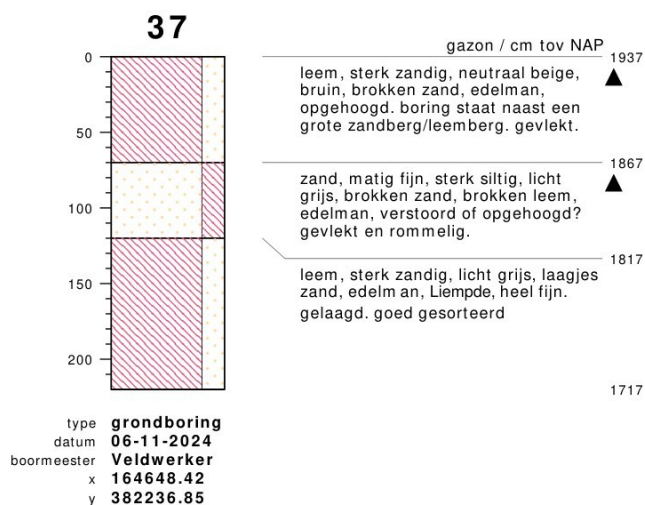 37
gazon / cm tov NAP
0
1937
leem, sterk zandig, neutraal beige,
bruin, brokken zand, edelman,
opgehoogd. boring staat naast een
grote zandberg/leemberg. gevlekt.
50
1867
zand, matig fijn, sterk siltig, licht
grijs, brokken zand, brokken leem,
edelman, verstoord of opgehoogd?
gevlekt en rommelig.
100
1817
leem, sterk zandig, licht grijs, laagjes
zand, edelm an, Liempde, heel fijn.
gelaagd. goed gesorteerd
150
200
1717
type grondboring
datum 06-11-2024
boormeester Veldwerker
x 164648.42
y 382236.85